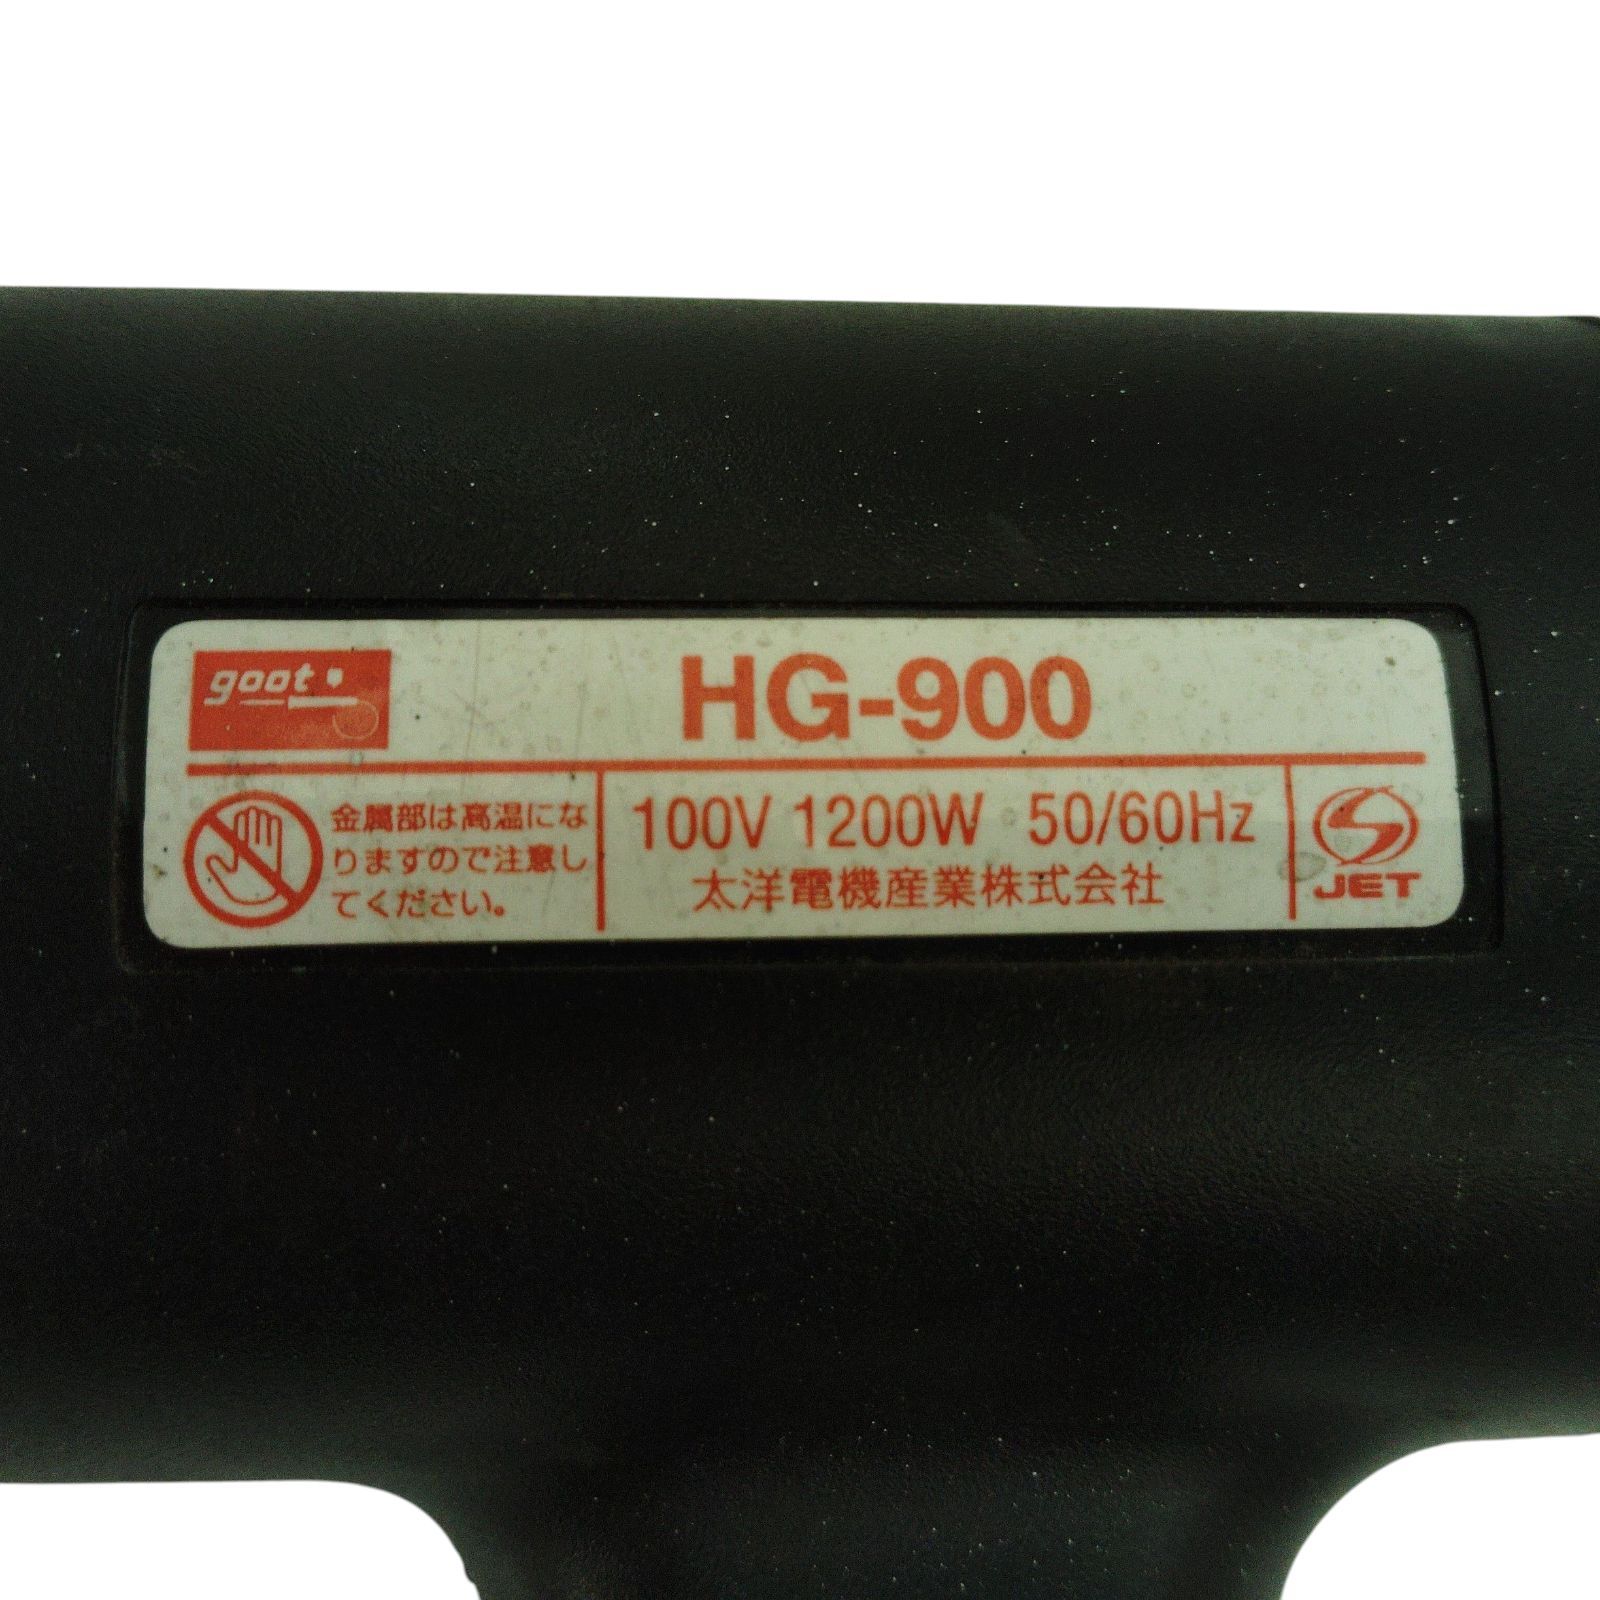 goot
HG-900
金属部は高温にな
りますので注意し
てください。
100V 1200W 50/60Hz
太洋電機産業株式会社
JET